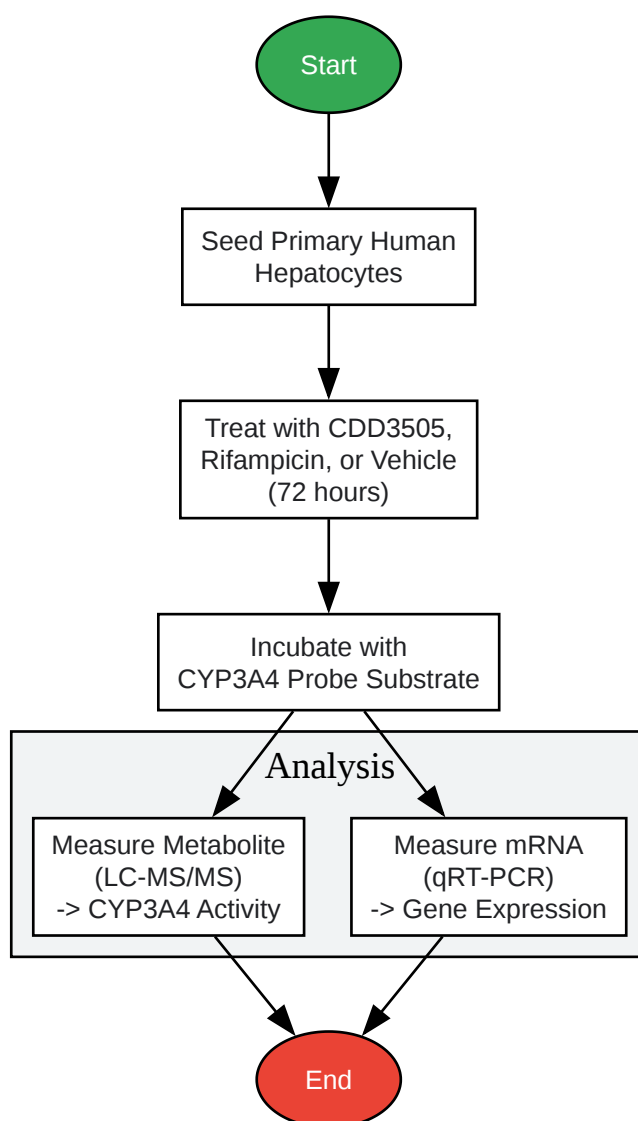 Start
Seed Primary Human
Hepatocytes
Treat with CDD3505,
Rifampicin, or Vehicle
(72 hours)
Incubate with
CYP3A4 Probe Substrate
Analysis
Measure Metabolite
(LC-MS/MS)
-> CYP3A4 Activity
Measure mRNA
(qRT-PCR)
-> Gene Expression
End